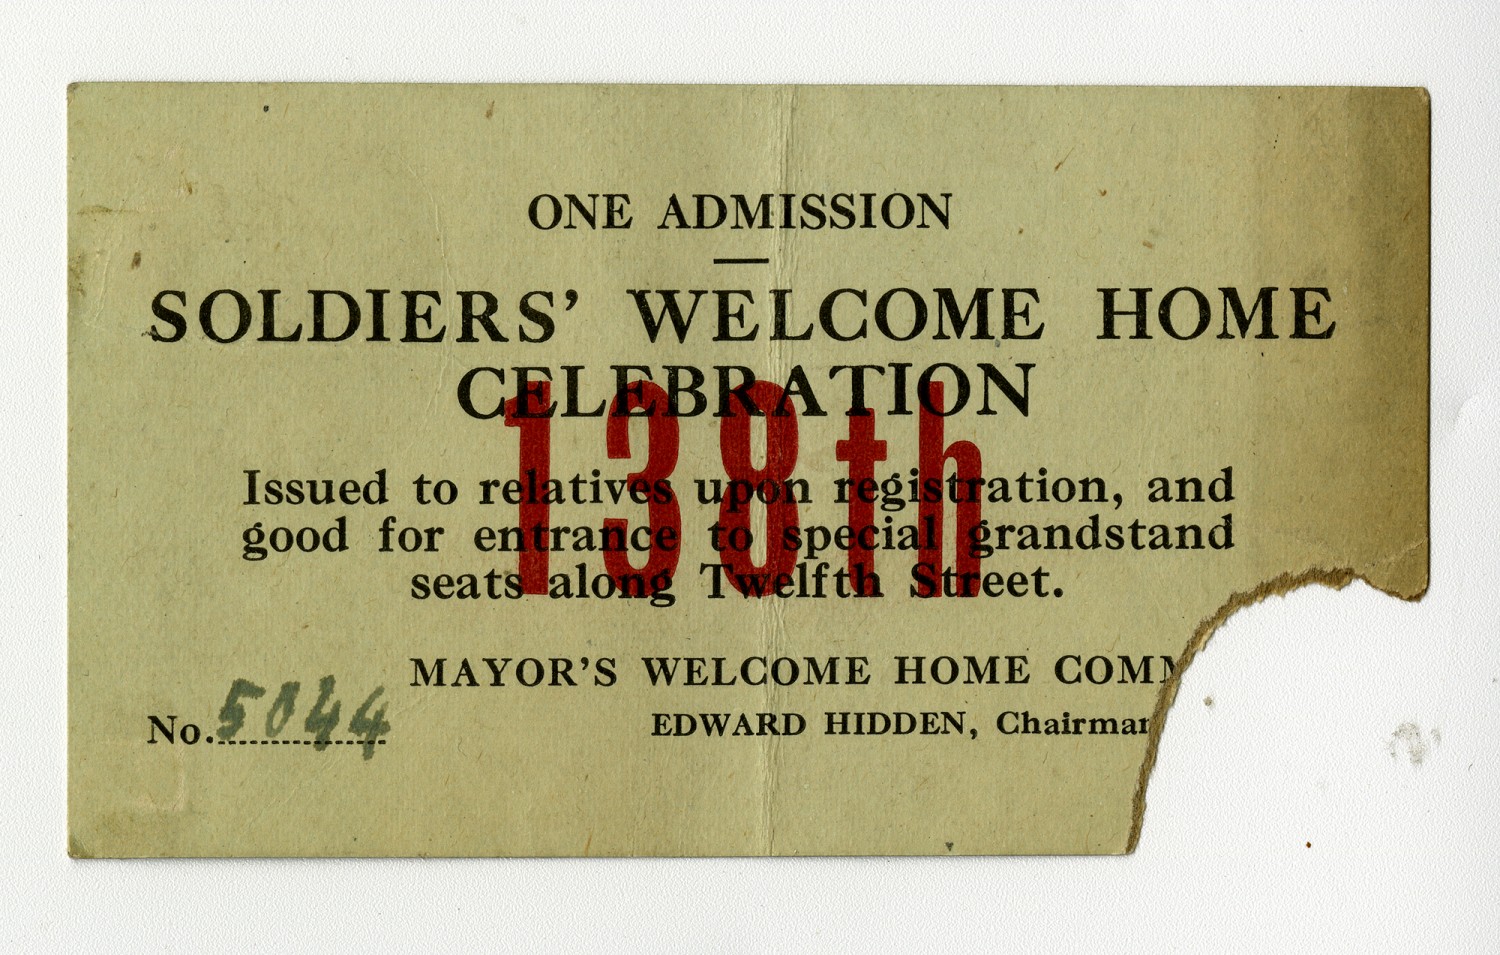 ONE ADMISSION
SOLDIERS' WELCOME HOME
CELEBRATION
138th
Issued to relatives upon registration, and
good for entrance to special grandstand
seats along Twelfth Street.
MAYOR'S WELCOME HOME COMM
No. 5044
EDWARD HIDDEN, Chairman